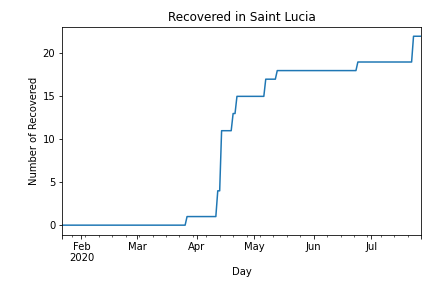 Recovered in Saint Lucia
Number of Recovered
20
15
10
5
0
Feb
2020
Mar
Apr
May
Jun
Jul
Day